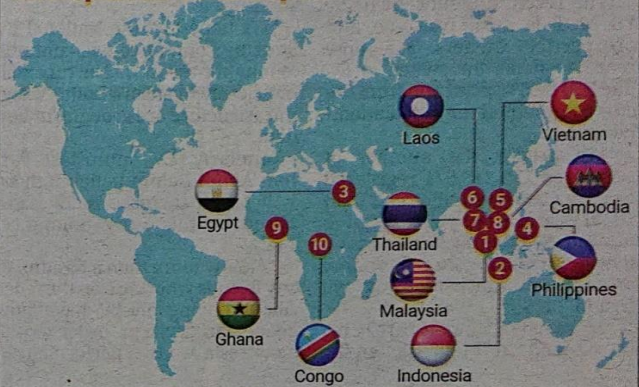 Laos
Vietnam
Egypt
3
6
5
Cambodia
9
7
8
4
Thailand
10
1
2
Malaysia
Philippines
Ghana
Congo
Indonesia